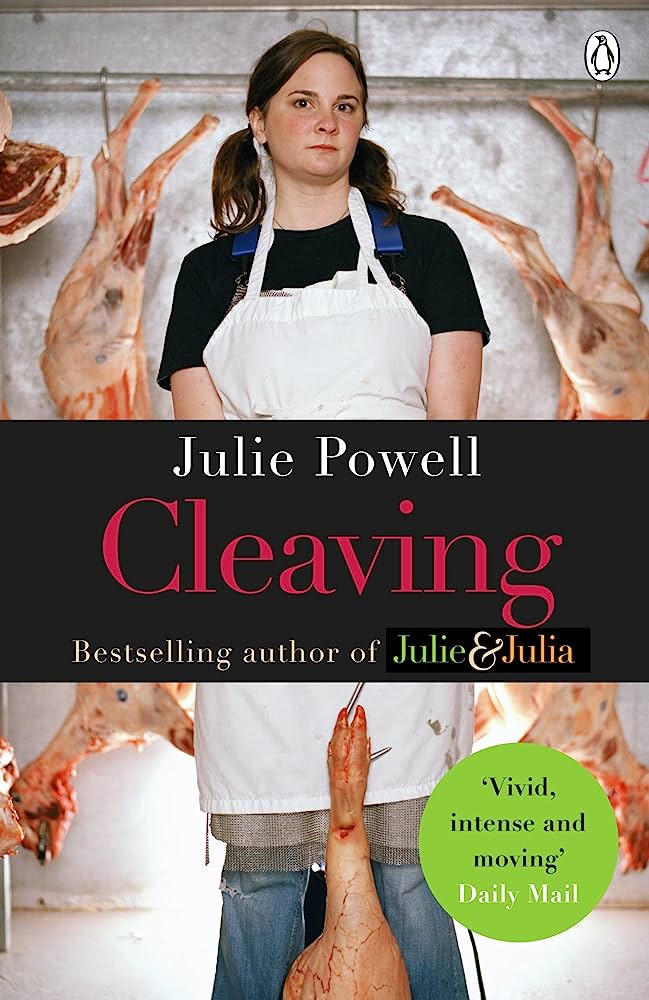 Julie Powell
Cleaving
Bestselling author of Julie&Julia
‘Vivid,
intense and
moving’
Daily Mail